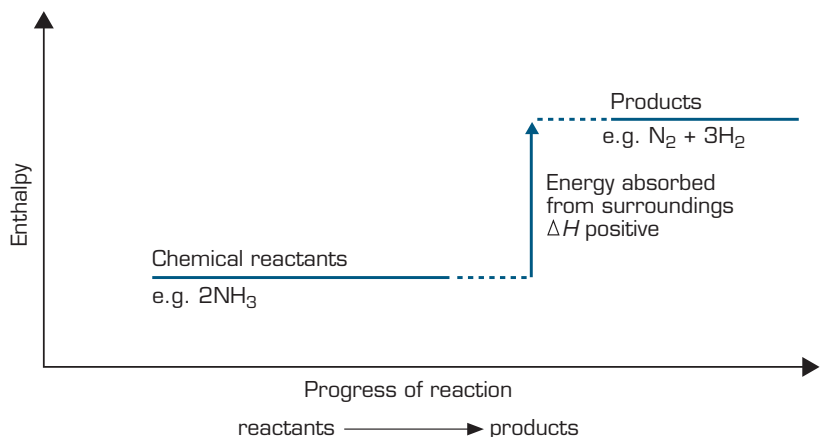 Enthalpy
Products
e.g. N₂ + 3H₂
Energy absorbed
from surroundings
ΔH positive
Chemical reactants
e.g. 2NH₃
Progress of reaction
reactants ⟶ products